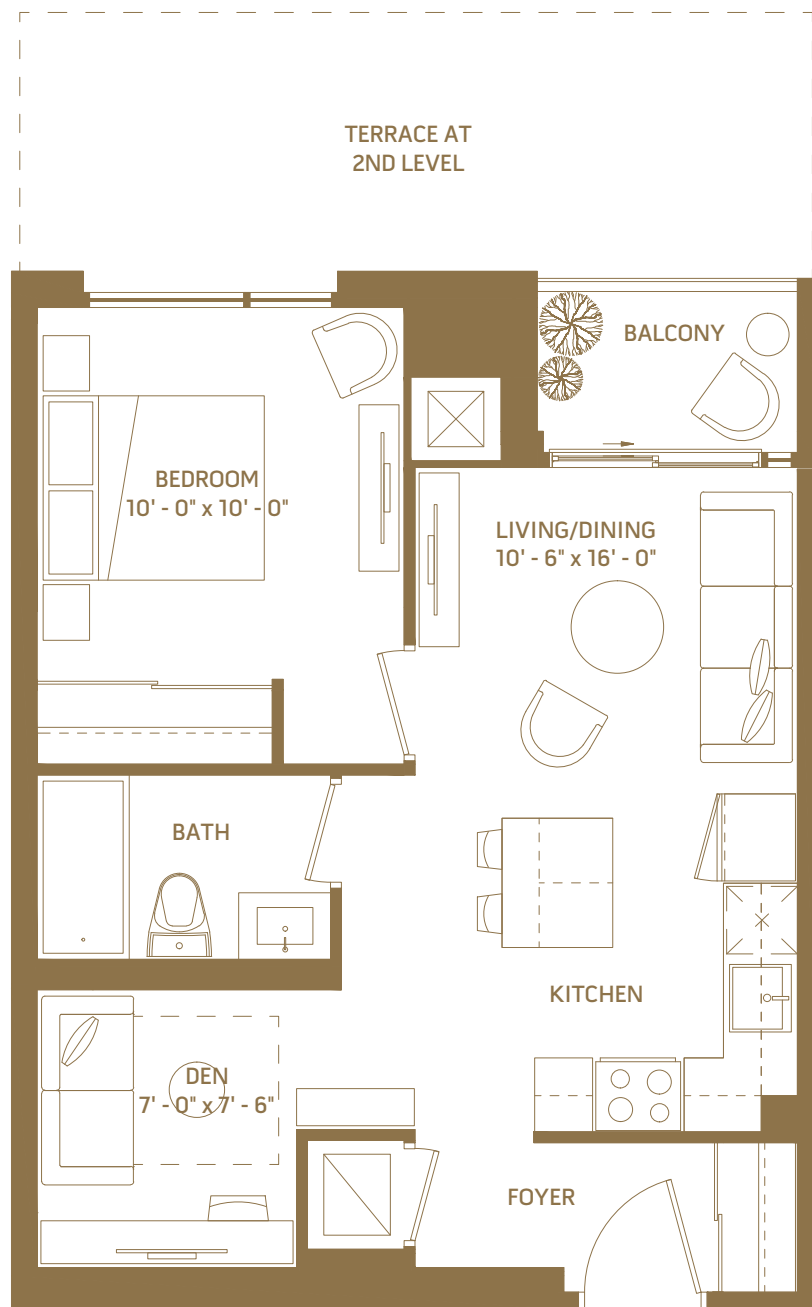 TERRACE AT
2ND LEVEL
BALCONY
BEDROOM
10' - 0" x 10' - 0"
LIVING/DINING
10' - 6" x 16' - 0"
BATH
KITCHEN
DEN
7' - 0" x 7' - 6"
FOYER